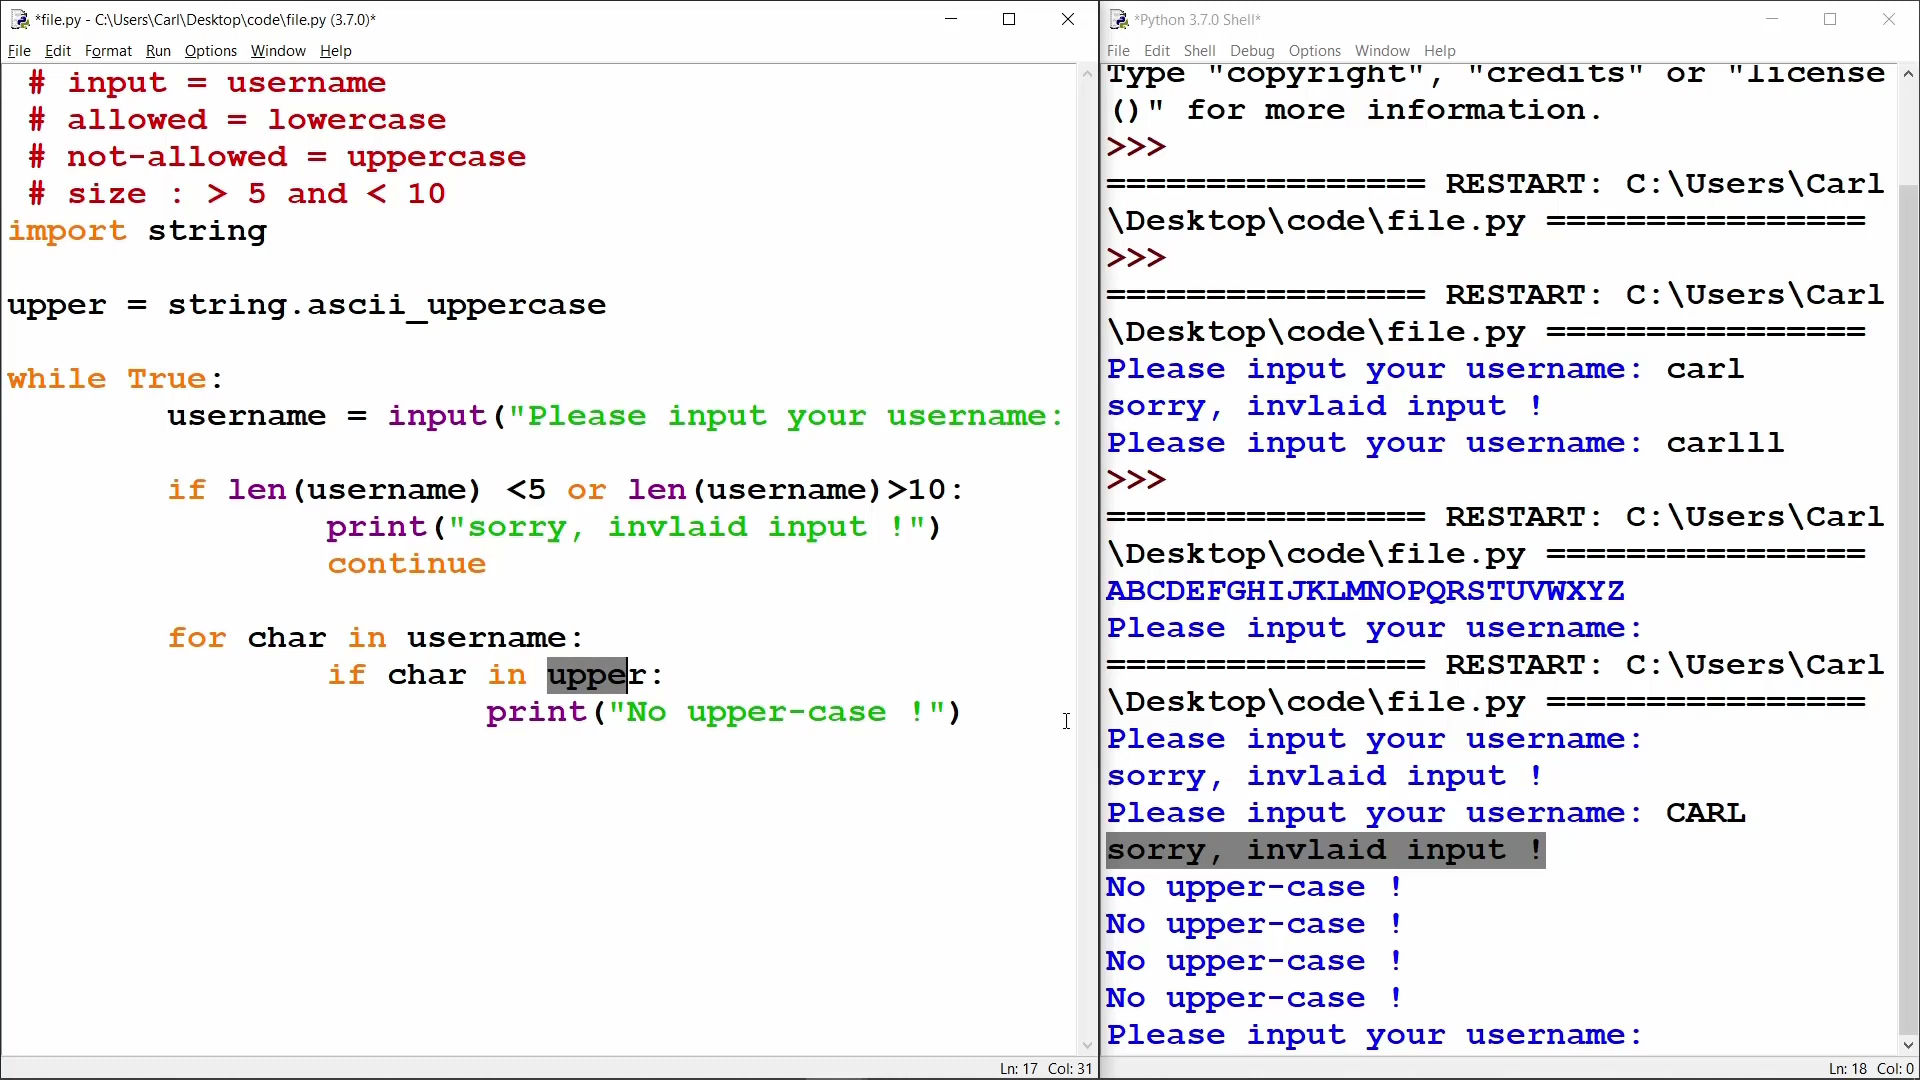 *file.py - C:\Users\Carl\Desktop\code\file.py (3.7.0)*
File Edit Format Run Options Window Help
# input = username
# allowed = lowercase
# not-allowed = uppercase
# size : > 5 and < 10
import string
upper = string.ascii_uppercase
while True:
username = input("Please input your username:
if len(username) <5 or len(username)>10:
print("sorry, invlaid input !")
continue
for char in username:
if char in upper:
print("No upper-case !")
Ln: 17 Col: 31
*Python 3.7.0 Shell*
File Edit Shell Debug Options Window Help
Type "copyright", "credits" or "license
()" for more information.
>>>
================ RESTART: C:\Users\Carl
\Desktop\code\file.py ================
>>>
================ RESTART: C:\Users\Carl
\Desktop\code\file.py ================
Please input your username: carl
sorry, invlaid input !
Please input your username: carlll
>>>
================ RESTART: C:\Users\Carl
\Desktop\code\file.py ================
ABCDEFGHIJKLMNOPQRSTUVWXYZ
Please input your username:
================ RESTART: C:\Users\Carl
\Desktop\code\file.py ================
Please input your username:
sorry, invlaid input !
Please input your username: CARL
sorry, invlaid input !
No upper-case !
No upper-case !
No upper-case !
No upper-case !
Please input your username:
Ln: 18 Col: 0